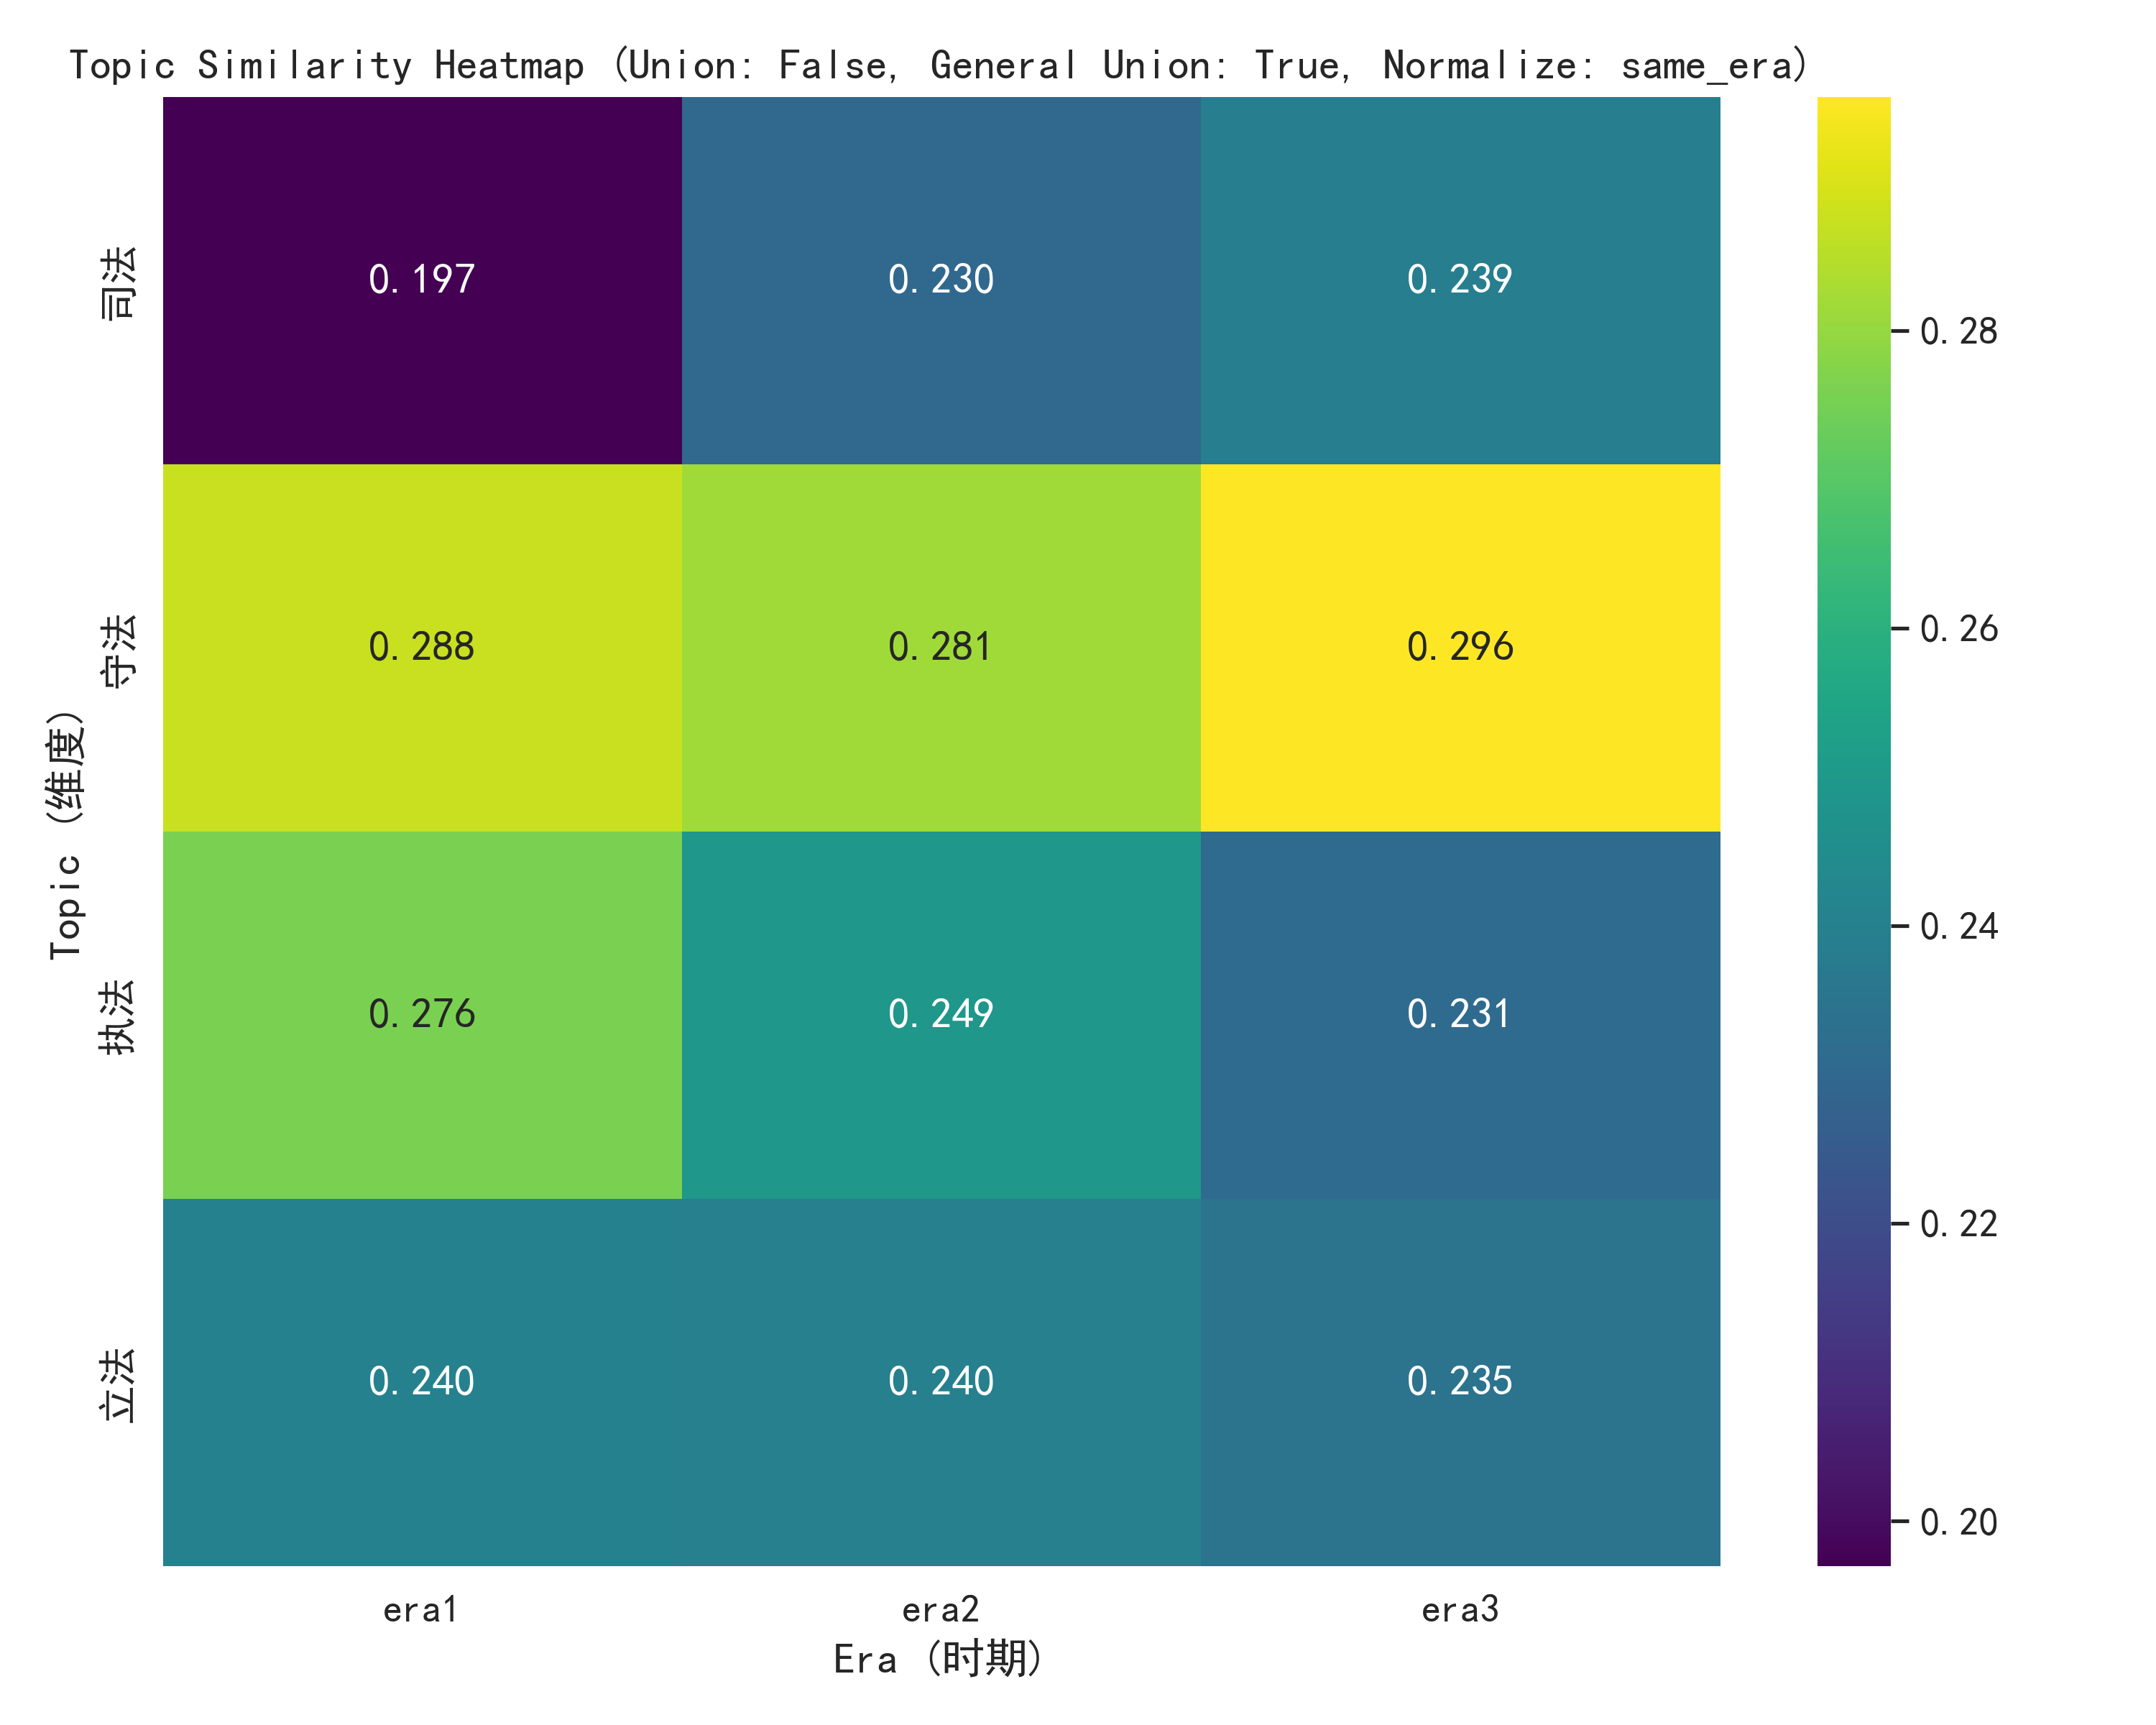 Topic Similarity Heatmap (Union: False, General Union: True, Normalize: same_era)
Topic (维度)
司法
0.197 0.230 0.239
守法
0.288 0.281 0.296
执法
0.276 0.249 0.231
立法
0.240 0.240 0.235
era1 era2 era3
Era (时期)
0.28
0.26
0.24
0.22
0.20